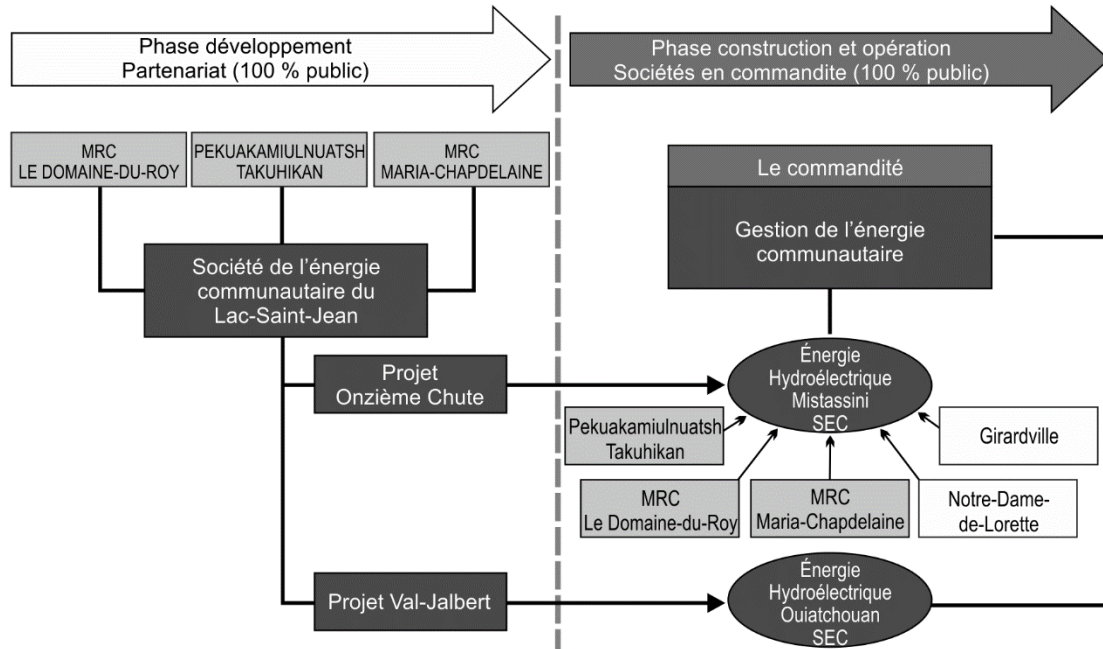 Phase développement
Partenariat (100 % public)
Phase construction et opération
Sociétés en commandite (100 % public)
MRC
LE DOMAINE-DU-ROY
PEKUAKAMIULNUATSH
TAKUHIKAN
MRC
MARIA-CHAPDELAINE
Société de l'énergie
communautaire du
Lac-Saint-Jean
Projet
Onzième Chute
Projet Val-Jalbert
Le commandité
Gestion de l'énergie
communautaire
Énergie
Hydroélectrique
Mistassini
SEC
Pekuakamiulnuatsh
Takuhikan
MRC
Le Domaine-du-Roy
MRC
Maria-Chapdelaine
Notre-Dame-
de-Lorette
Girardville
Énergie
Hydroélectrique
Ouiatchouan
SEC